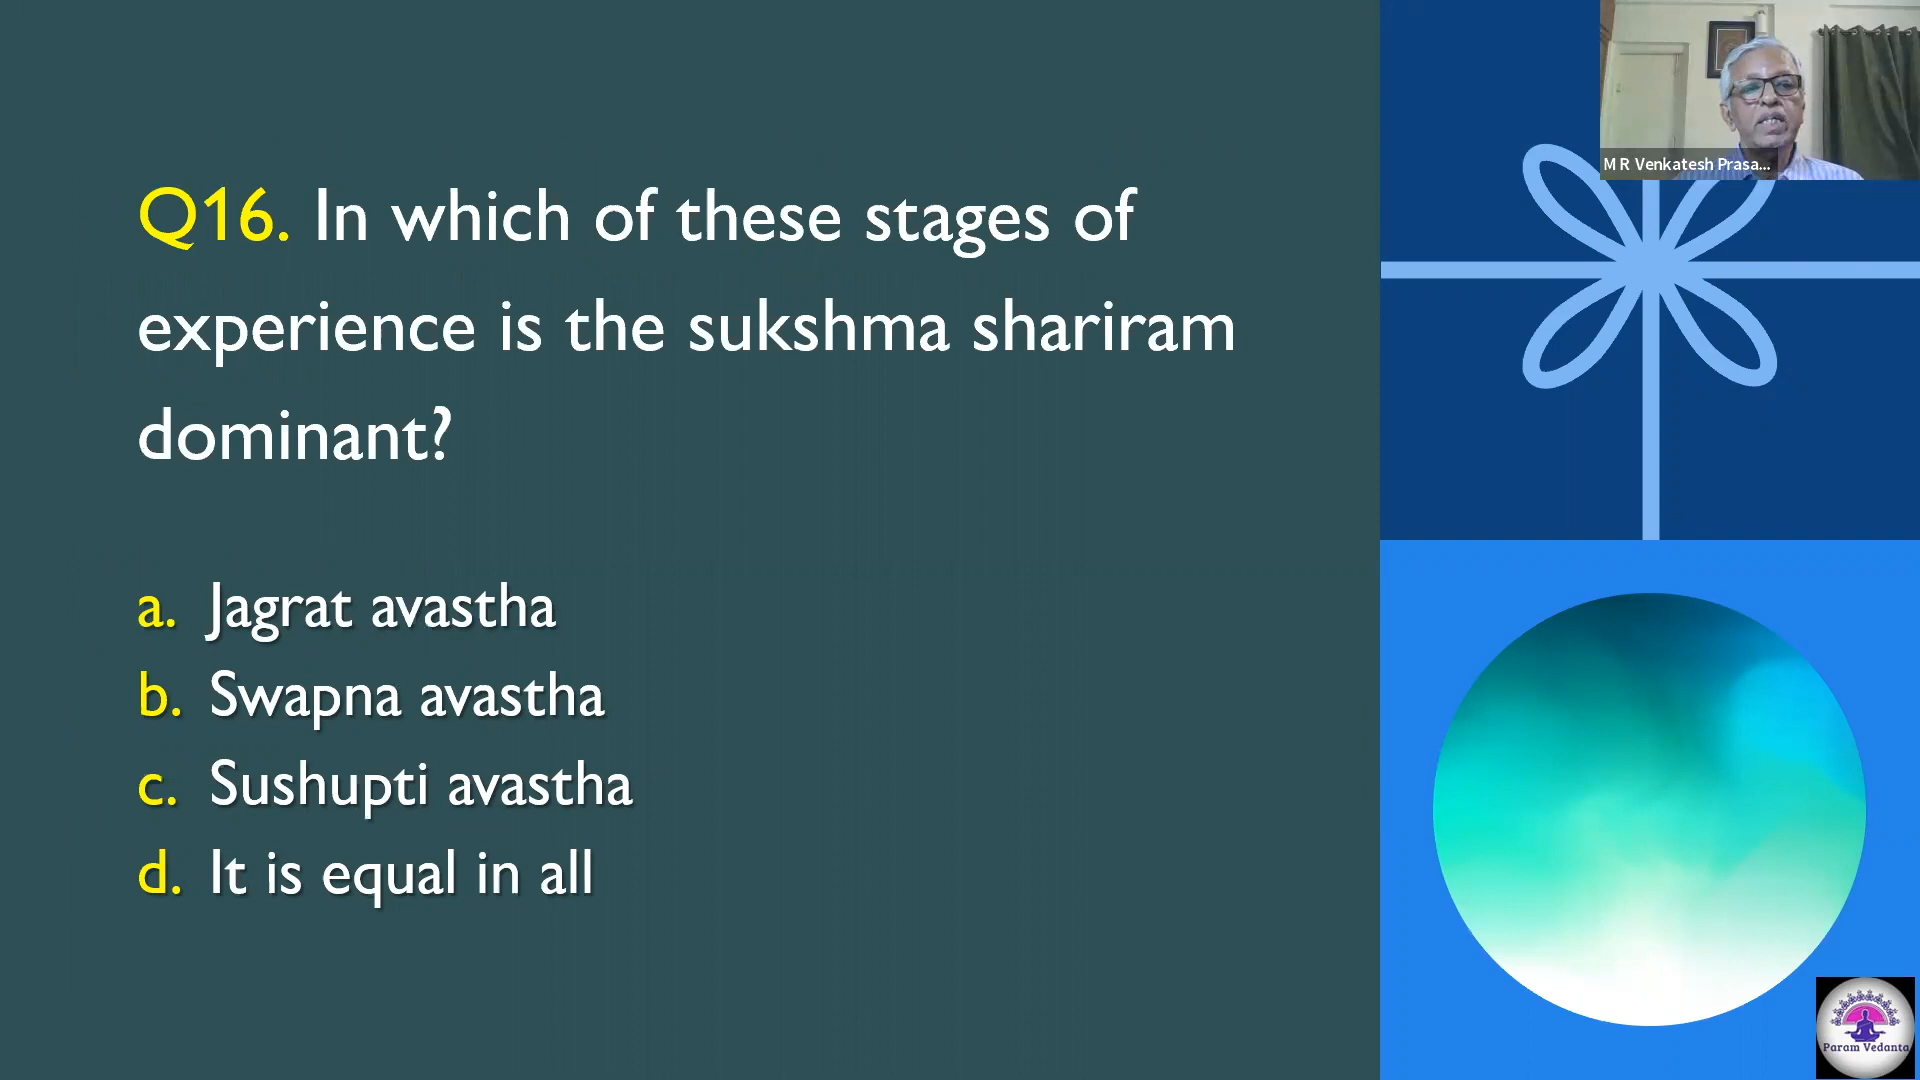 M R Venkatesh Prasa...
Q16. In which of these stages of
experience is the sukshma shariram
dominant?
a. Jagrat avastha
b. Swapna avastha
c. Sushupti avastha
d. It is equal in all
Param Vedanta